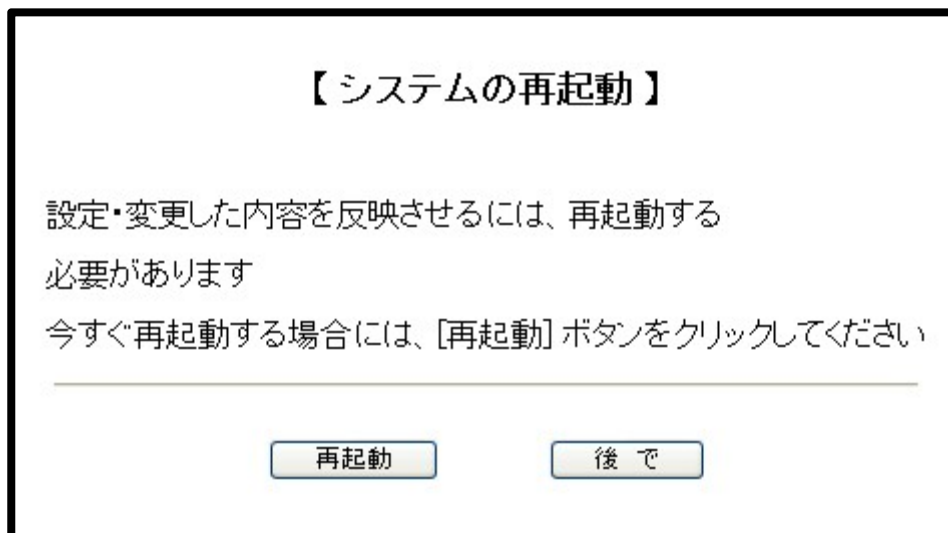 【システムの再起動】
設定・変更した内容を反映させるには、再起動する
必要があります
今すぐ再起動する場合には、[再起動] ボタンをクリックしてください
再起動
後 で